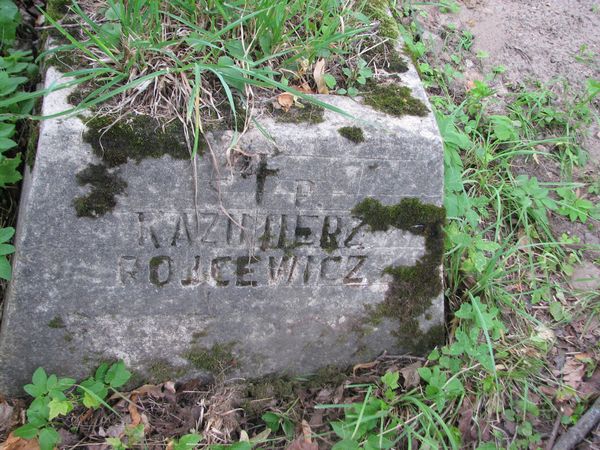 Ś † P
KAZIMIERZ
ROJCEWICZ